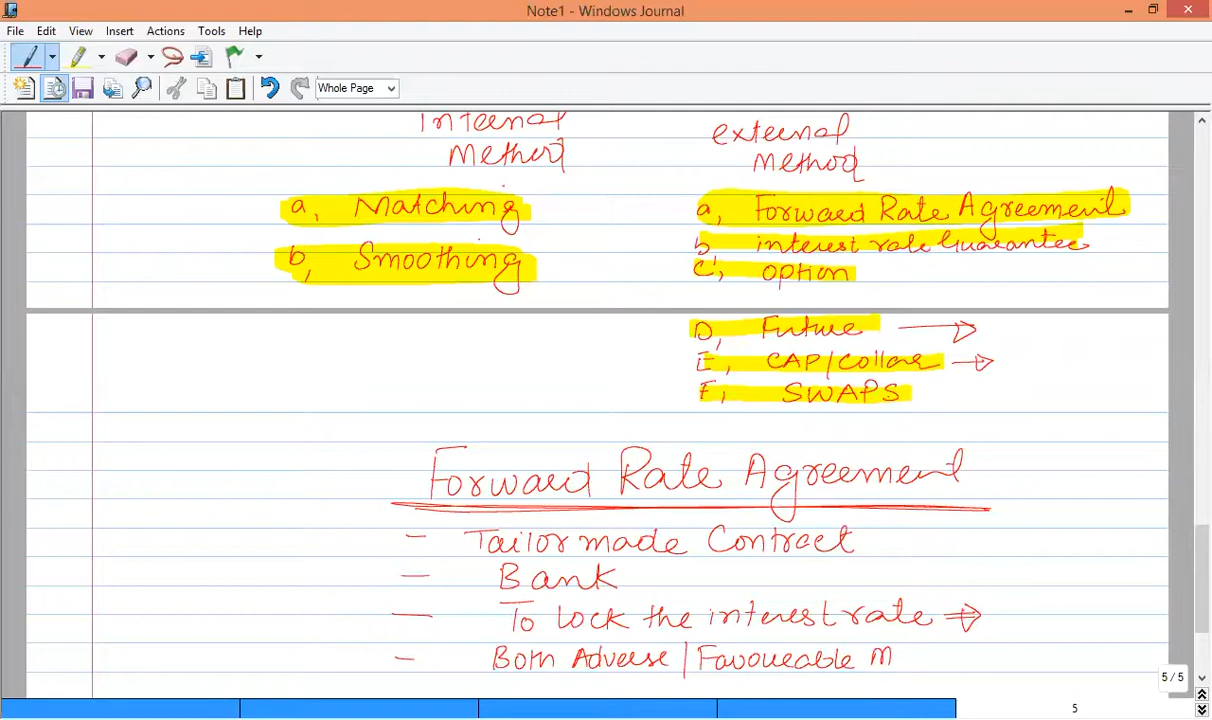 Note1 - Windows Journal
File Edit View Insert Actions Tools Help
Whole Page
Internal
Method
external
Method
a, Matching
b, Smoothing
a, Forward Rate Agreement
b interest rate Guarantee
C, option
D, Future
E, CAP/Collar
F, SWAPS
Forward Rate Agreement
- Tailor made Contract
- Bank
- To lock the interest rate
- Both Adverse | Favourable M
5 / 5
5